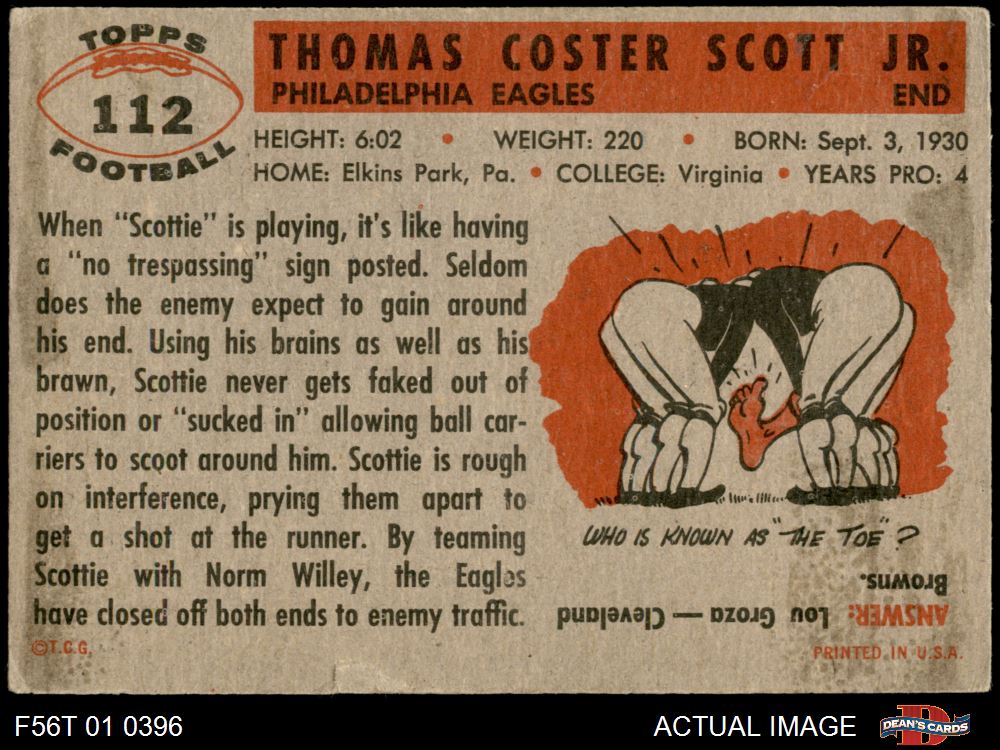 TOPPS
112
FOOTBALL
THOMAS COSTER SCOTT JR.
PHILADELPHIA EAGLES END
HEIGHT: 6:02 • WEIGHT: 220 • BORN: Sept. 3, 1930
HOME: Elkins Park, Pa. • COLLEGE: Virginia • YEARS PRO: 4
When "Scottie" is playing, it's like having
a "no trespassing" sign posted. Seldom
does the enemy expect to gain around
his end. Using his brains as well as his
brawn, Scottie never gets faked out of
position or "sucked in" allowing ball car-
riers to scoot around him. Scottie is rough
on interference, prying them apart to
get a shot at the runner. By teaming
Scottie with Norm Willey, the Eagles
have closed off both ends to enemy traffic.
©T.C.G.
WHO IS KNOWN AS "THE TOE"?
ANSWER: Lou Groza — Cleveland
Browns.
PRINTED IN U.S.A.
F56T 01 0396
ACTUAL IMAGE
D
DEAN'S CARDS